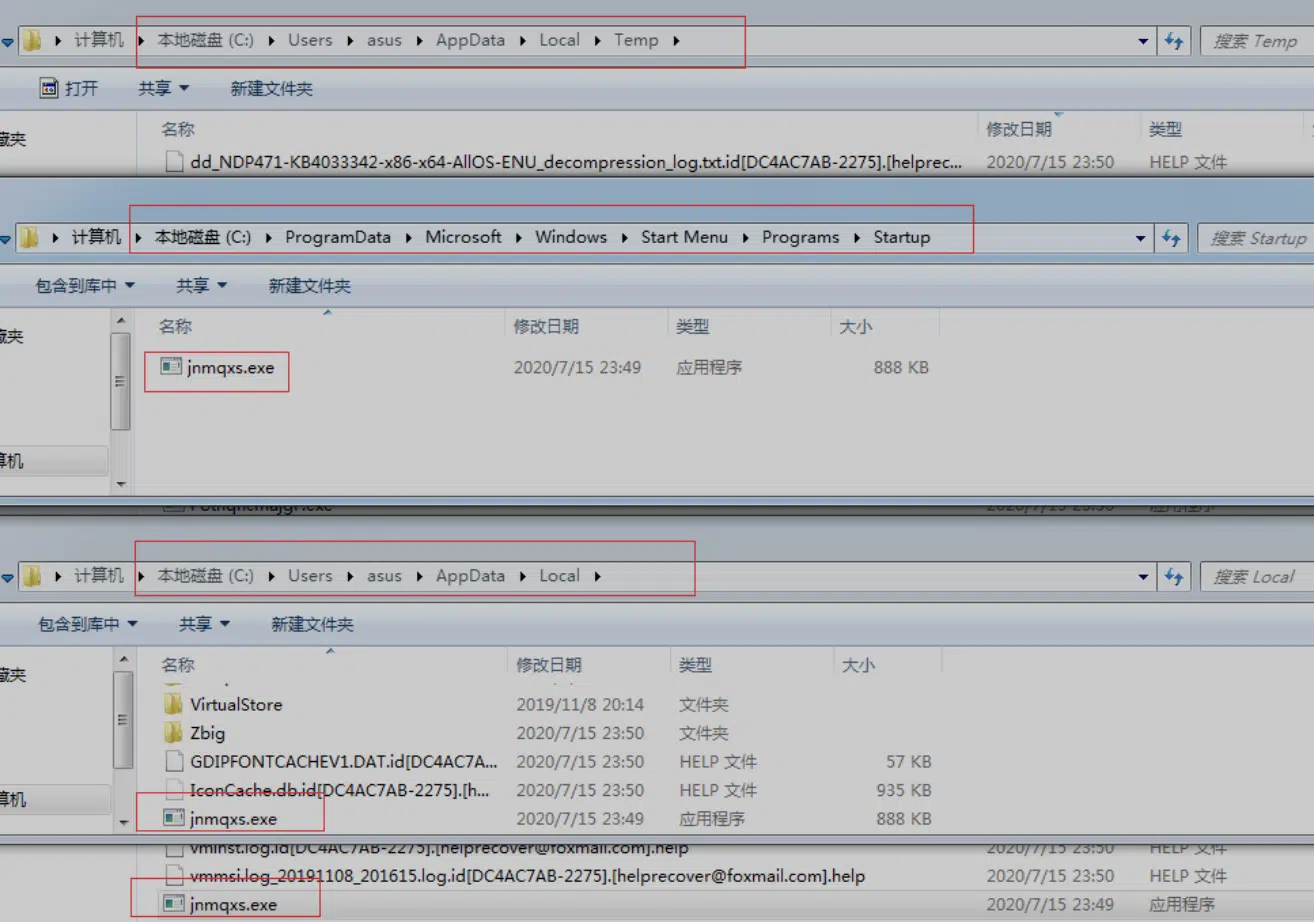 计算机 本地磁盘 (C:) Users asus AppData Local Temp 搜索 Temp
打开 共享 新建文件夹
藏夹 名称 修改日期 类型
dd_NDP471-KB4033342-x86-x64-AllOS-ENU_decompression_log.txt.id[DC4AC7AB-2275].[helprec... 2020/7/15 23:50 HELP 文件
计算机 本地磁盘 (C:) ProgramData Microsoft Windows Start Menu Programs Startup 搜索 Startup
包含到库中 共享 新建文件夹
藏夹 名称 修改日期 类型 大小
jnmqxs.exe 2020/7/15 23:49 应用程序 888 KB
算机
2020/7/15 23:50 应用程序
计算机 本地磁盘 (C:) Users asus AppData Local 搜索 Local
包含到库中 共享 新建文件夹
藏夹 名称 修改日期 类型 大小
VirtualStore 2019/11/8 20:14 文件夹
Zbig 2020/7/15 23:50 文件夹
GDIPFONTCACHEV1.DAT.id[DC4AC7A... 2020/7/15 23:50 HELP 文件 57 KB
IconCache.db.id[DC4AC7AB-2275].[h... 2020/7/15 23:50 HELP 文件 935 KB
算机 jnmqxs.exe 2020/7/15 23:49 应用程序 888 KB
vminst.log.id[DC4AC7AB-2275].[helprecover@foxmail.com].help 2020/7/15 23:50 HELP 文件
vmmsi.log_20191108_201615.log.id[DC4AC7AB-2275].[helprecover@foxmail.com].help 2020/7/15 23:50 HELP 文件
jnmqxs.exe 2020/7/15 23:49 应用程序